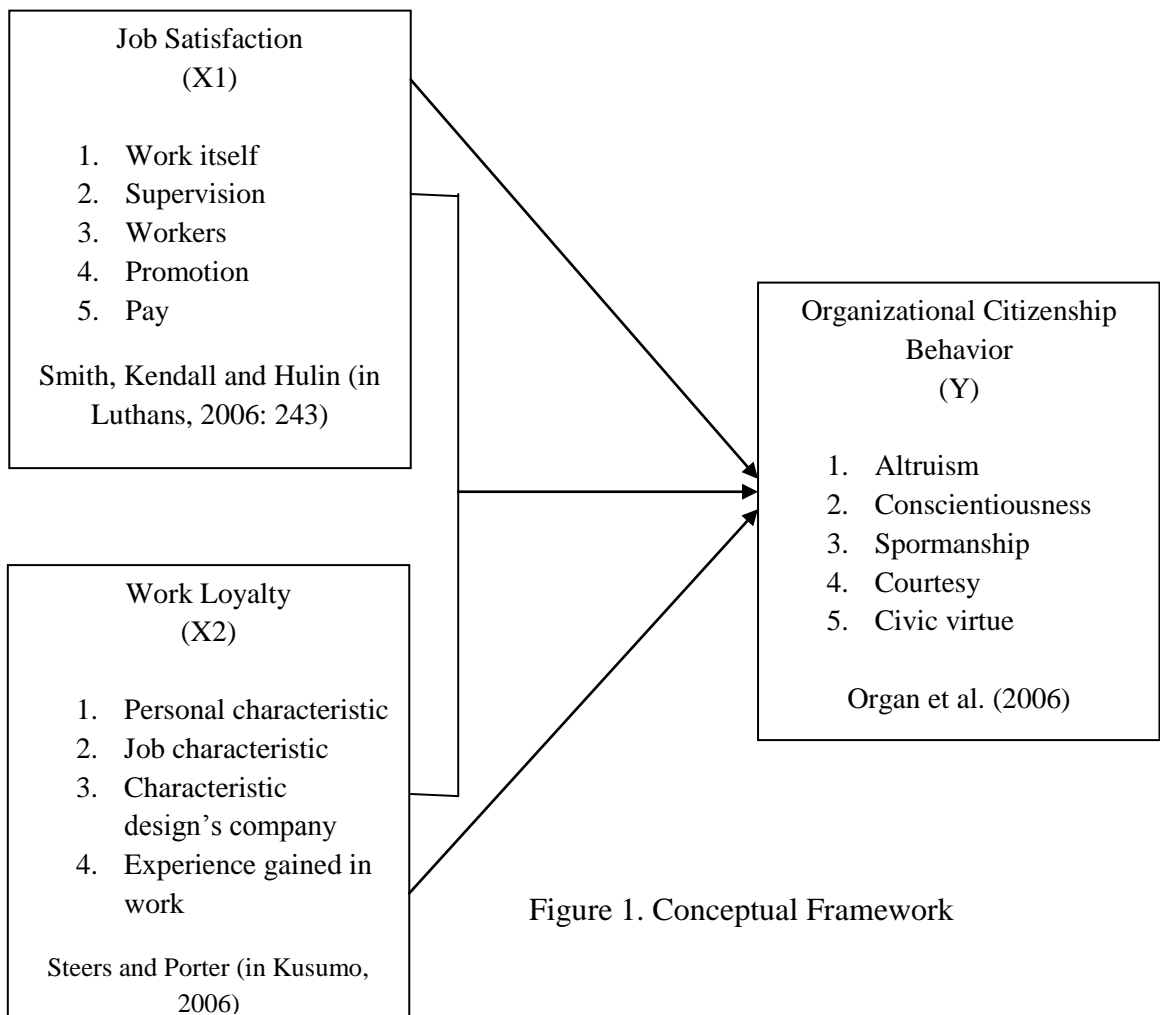 Job Satisfaction
(X1)
1. Work itself
2. Supervision
3. Workers
4. Promotion
5. Pay
Smith, Kendall and Hulin (in
Luthans, 2006: 243)
Work Loyalty
(X2)
1. Personal characteristic
2. Job characteristic
3. Characteristic
design’s company
4. Experience gained in
work
Steers and Porter (in Kusumo,
2006)
Organizational Citizenship
Behavior
(Y)
1. Altruism
2. Conscientiousness
3. Spormanship
4. Courtesy
5. Civic virtue
Organ et al. (2006)
Figure 1. Conceptual Framework